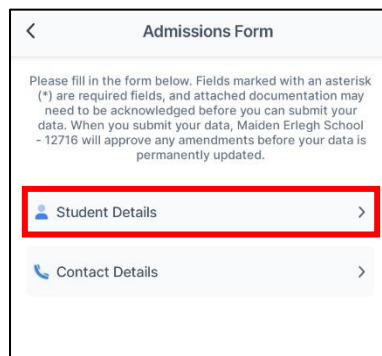 Admissions Form
Please fill in the form below. Fields marked with an asterisk
(*) are required fields, and attached documentation may
need to be acknowledged before you can submit your
data. When you submit your data, Maiden Erlegh School
- 12716 will approve any amendments before your data is
permanently updated.
Student Details
Contact Details